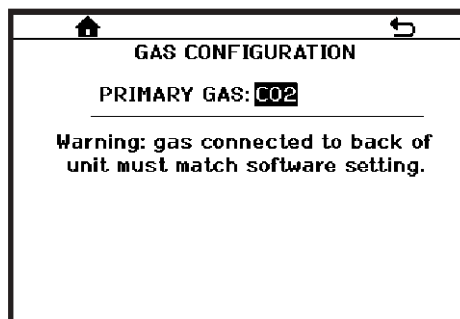 GAS CONFIGURATION
PRIMARY GAS: CO2
Warning: gas connected to back of
unit must match software setting.